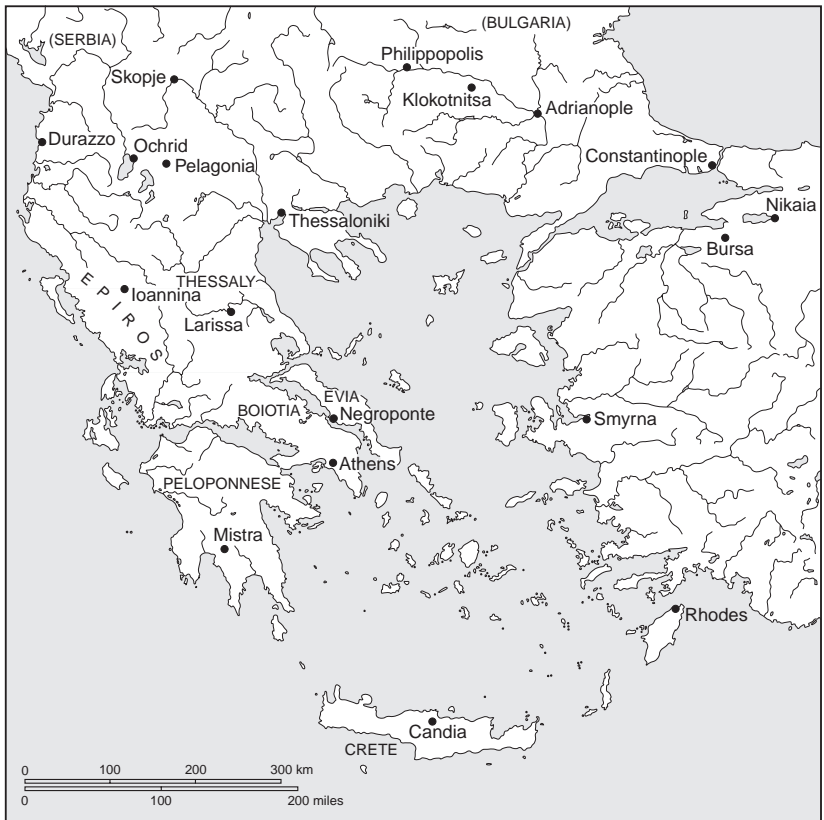 (BULGARIA)
(SERBIA)
Philippopolis
Skopje
Klokotnitsa
Adrianople
Durazzo
Ochrid
Constantinople
Pelagonia
Nikaia
Thessaloniki
Bursa
THESSALY
EPIROS
Ioannina
Larissa
EVIA
BOIOTIA
Negroponte
Smyrna
Athens
PELOPONNESE
Mistra
Rhodes
Candia
CRETE
0 100 200 300 km
0 100 200 miles